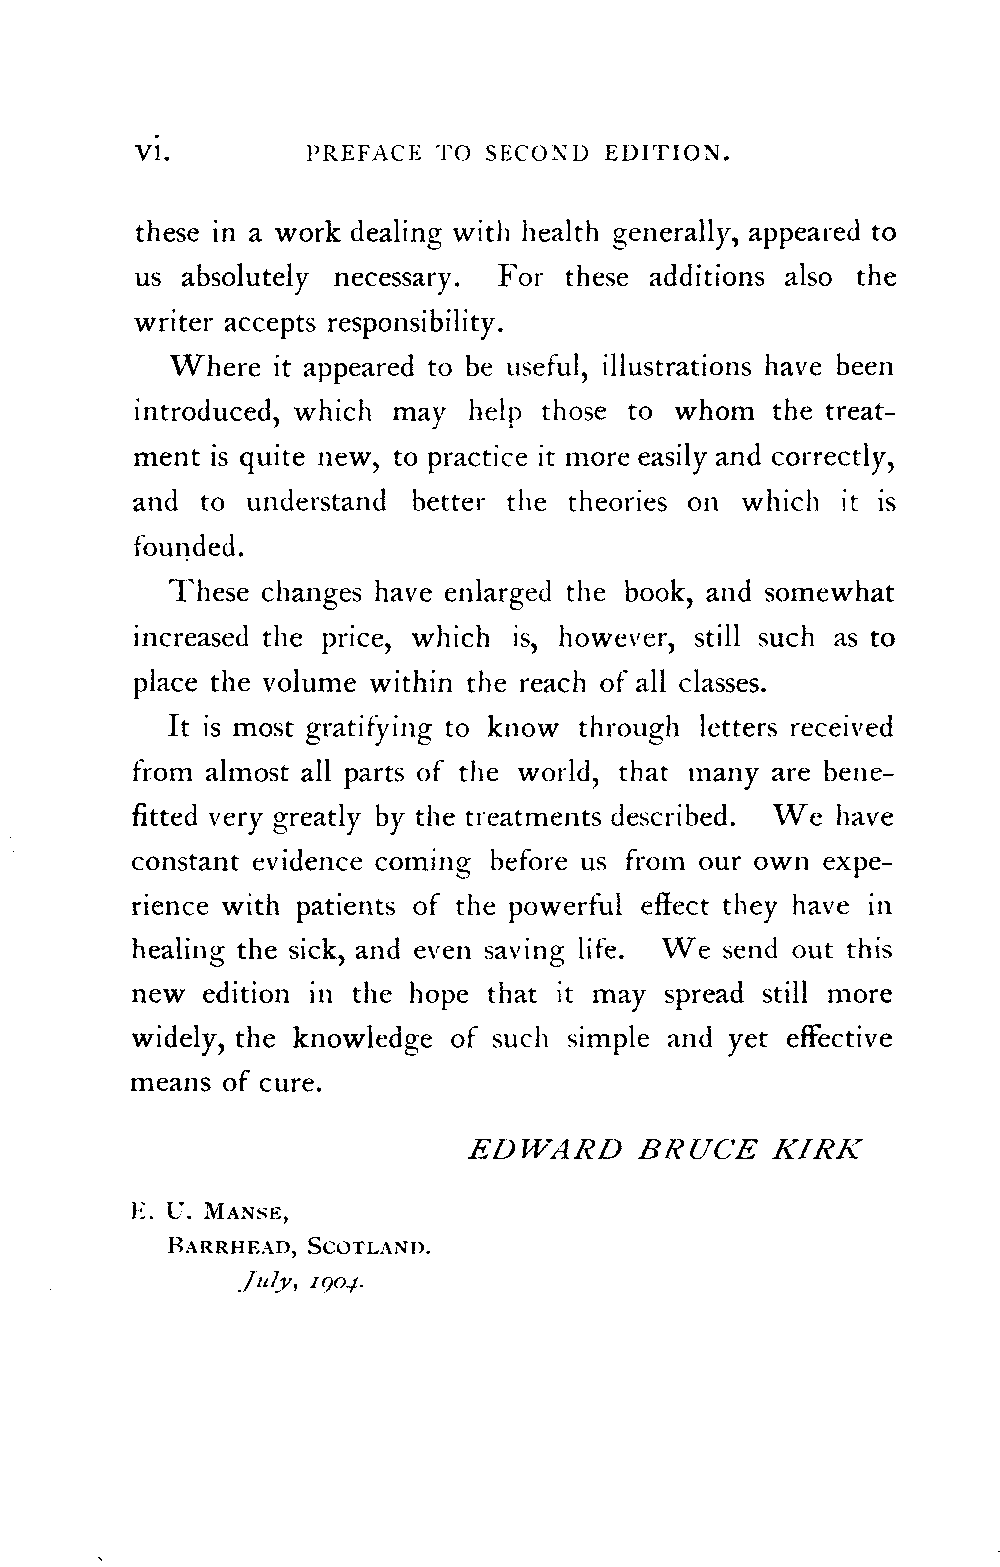 vi. PREFACE TO SECOND EDITION.
these in a work dealing with health generally, appeared to
us absolutely necessary. For these additions also the
writer accepts responsibility.
Where it appeared to be useful, illustrations have been
introduced, which may help those to whom the treat-
ment is quite new, to practice it more easily and correctly,
and to understand better the theories on which it is
founded.
These changes have enlarged the book, and somewhat
increased the price, which is, however, still such as to
place the volume within the reach of all classes.
It is most gratifying to know through letters received
from almost all parts of the world, that many are bene-
fitted very greatly by the treatments described. We have
constant evidence coming before us from our own expe-
rience with patients of the powerful effect they have in
healing the sick, and even saving life. We send out this
new edition in the hope that it may spread still more
widely, the knowledge of such simple and yet effective
means of cure.
EDWARD BRUCE KIRK
E. U. MANSE,
BARRHEAD, SCOTLAND.
July, 1904.